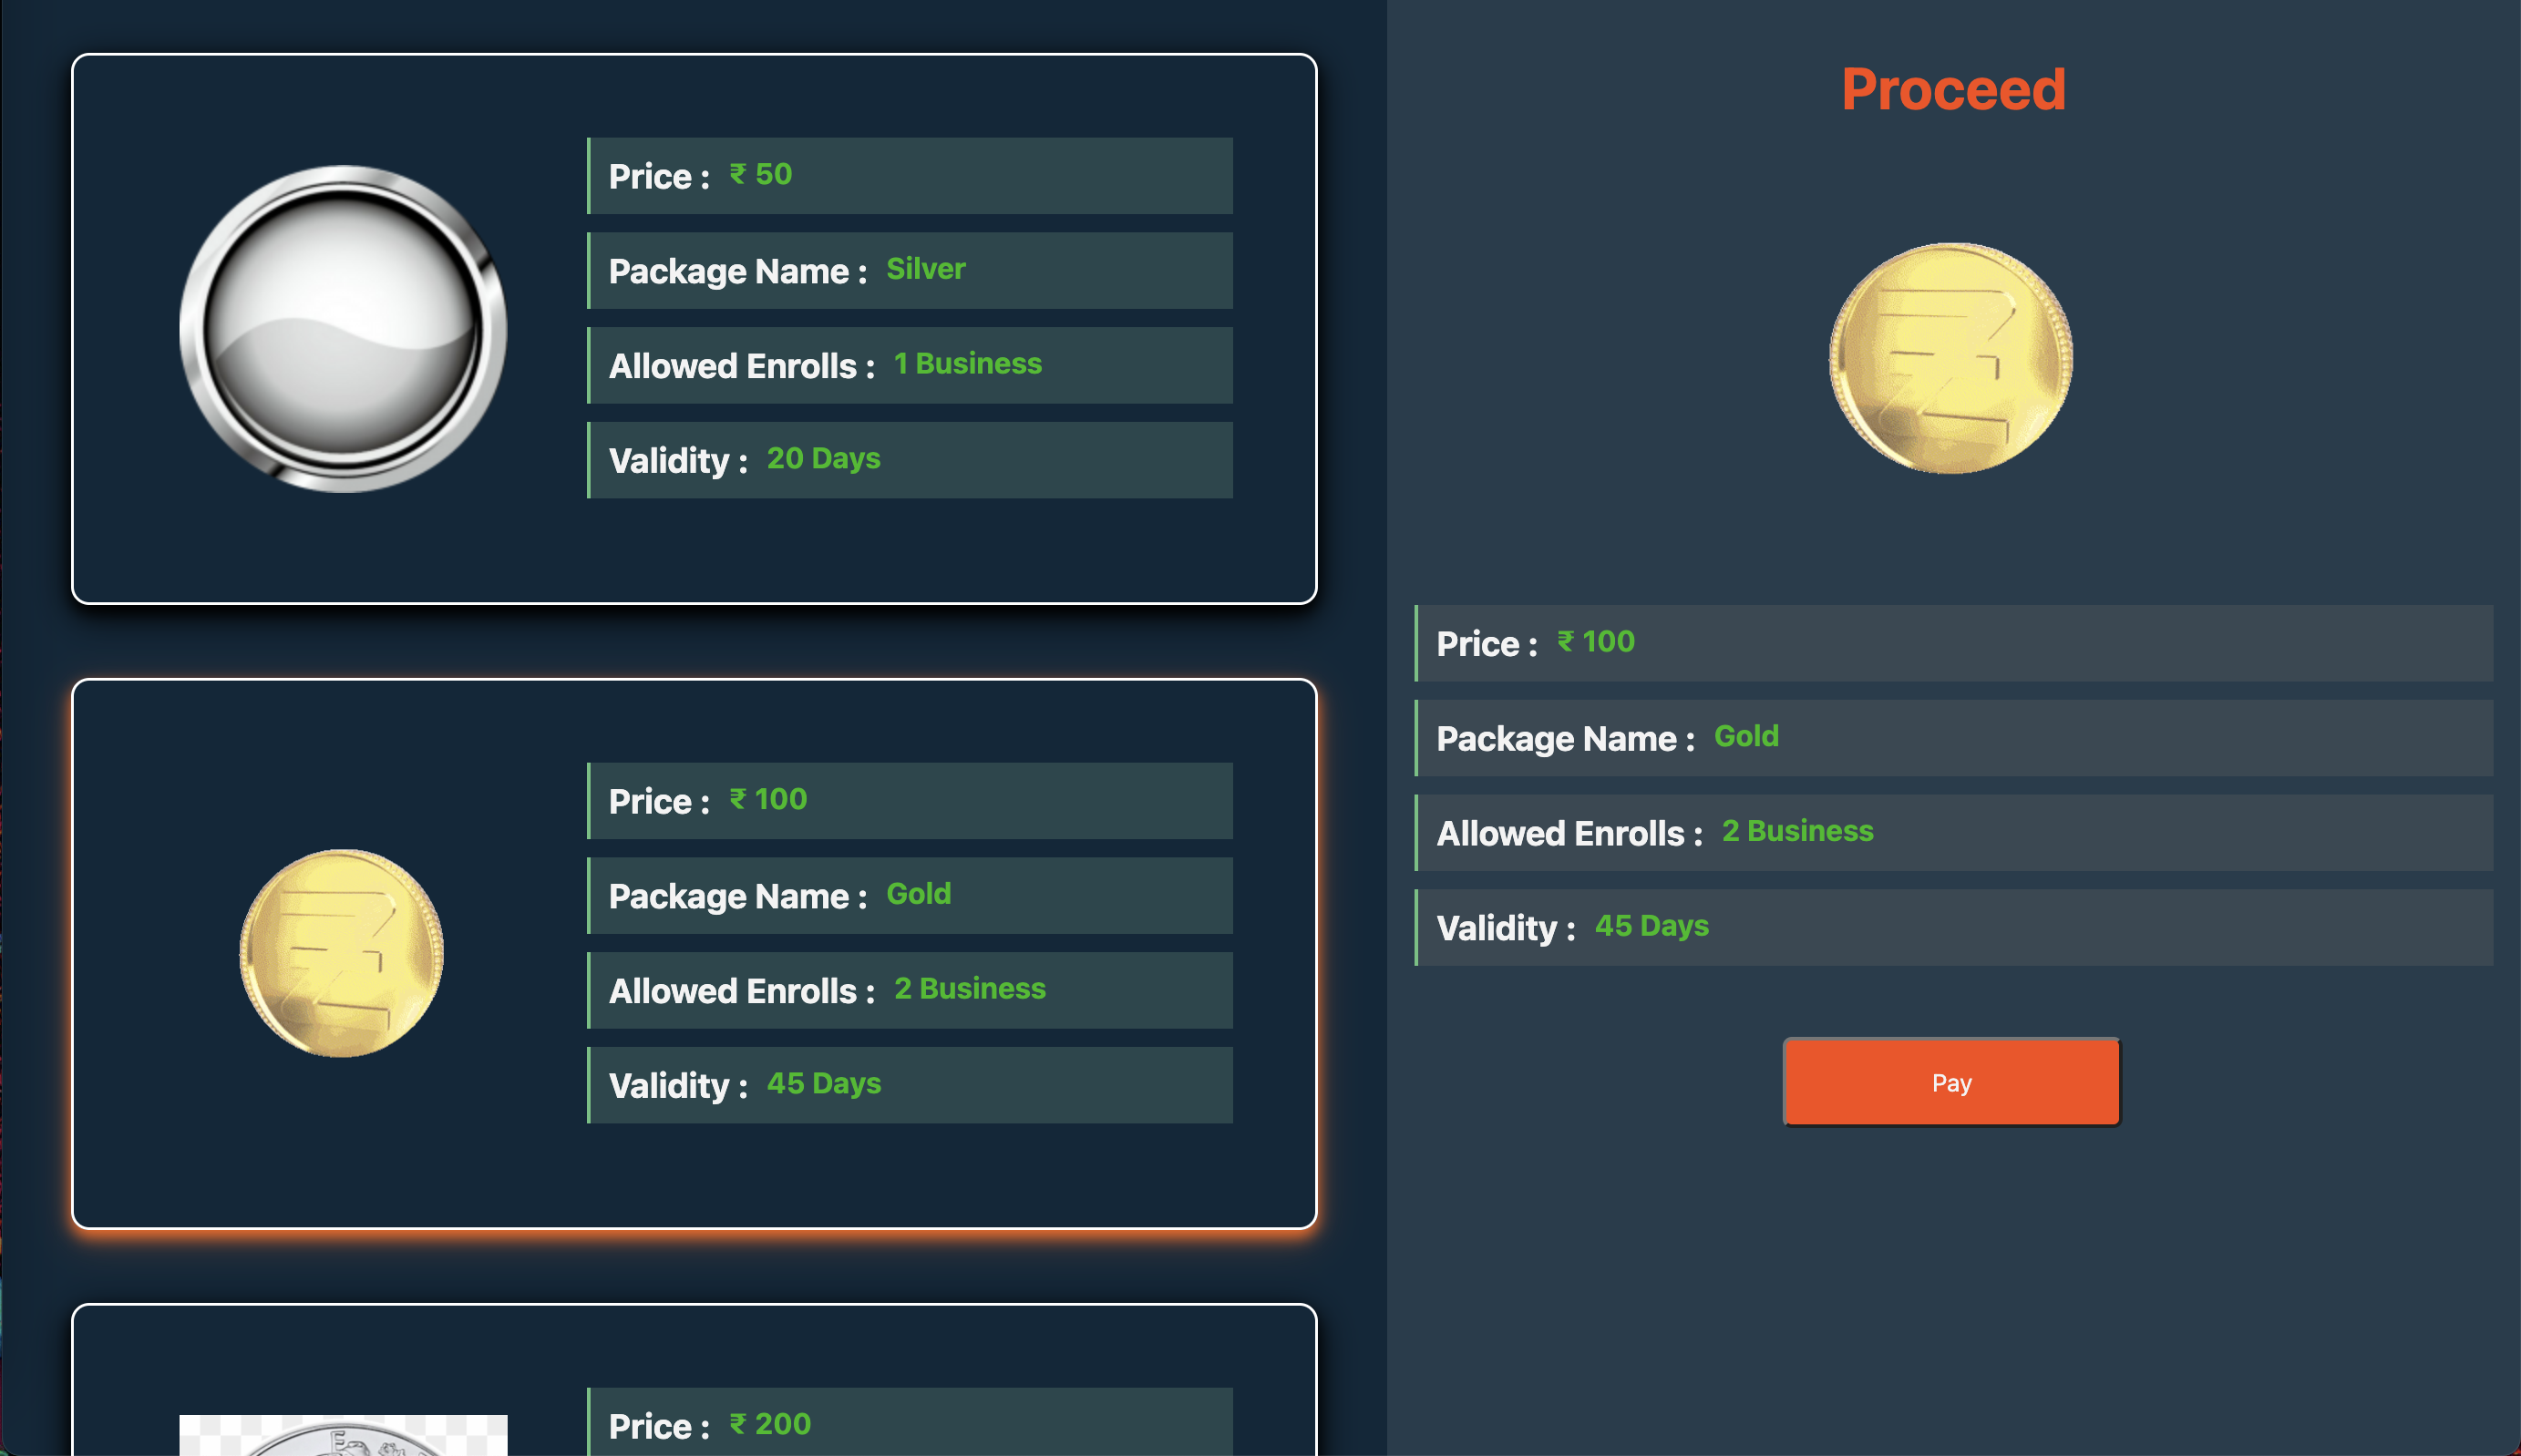 Price : ₹ 50
Package Name : Silver
Allowed Enrolls : 1 Business
Validity : 20 Days
Price : ₹ 100
Package Name : Gold
Allowed Enrolls : 2 Business
Validity : 45 Days
Price : ₹ 200
Proceed
Price : ₹ 100
Package Name : Gold
Allowed Enrolls : 2 Business
Validity : 45 Days
Pay